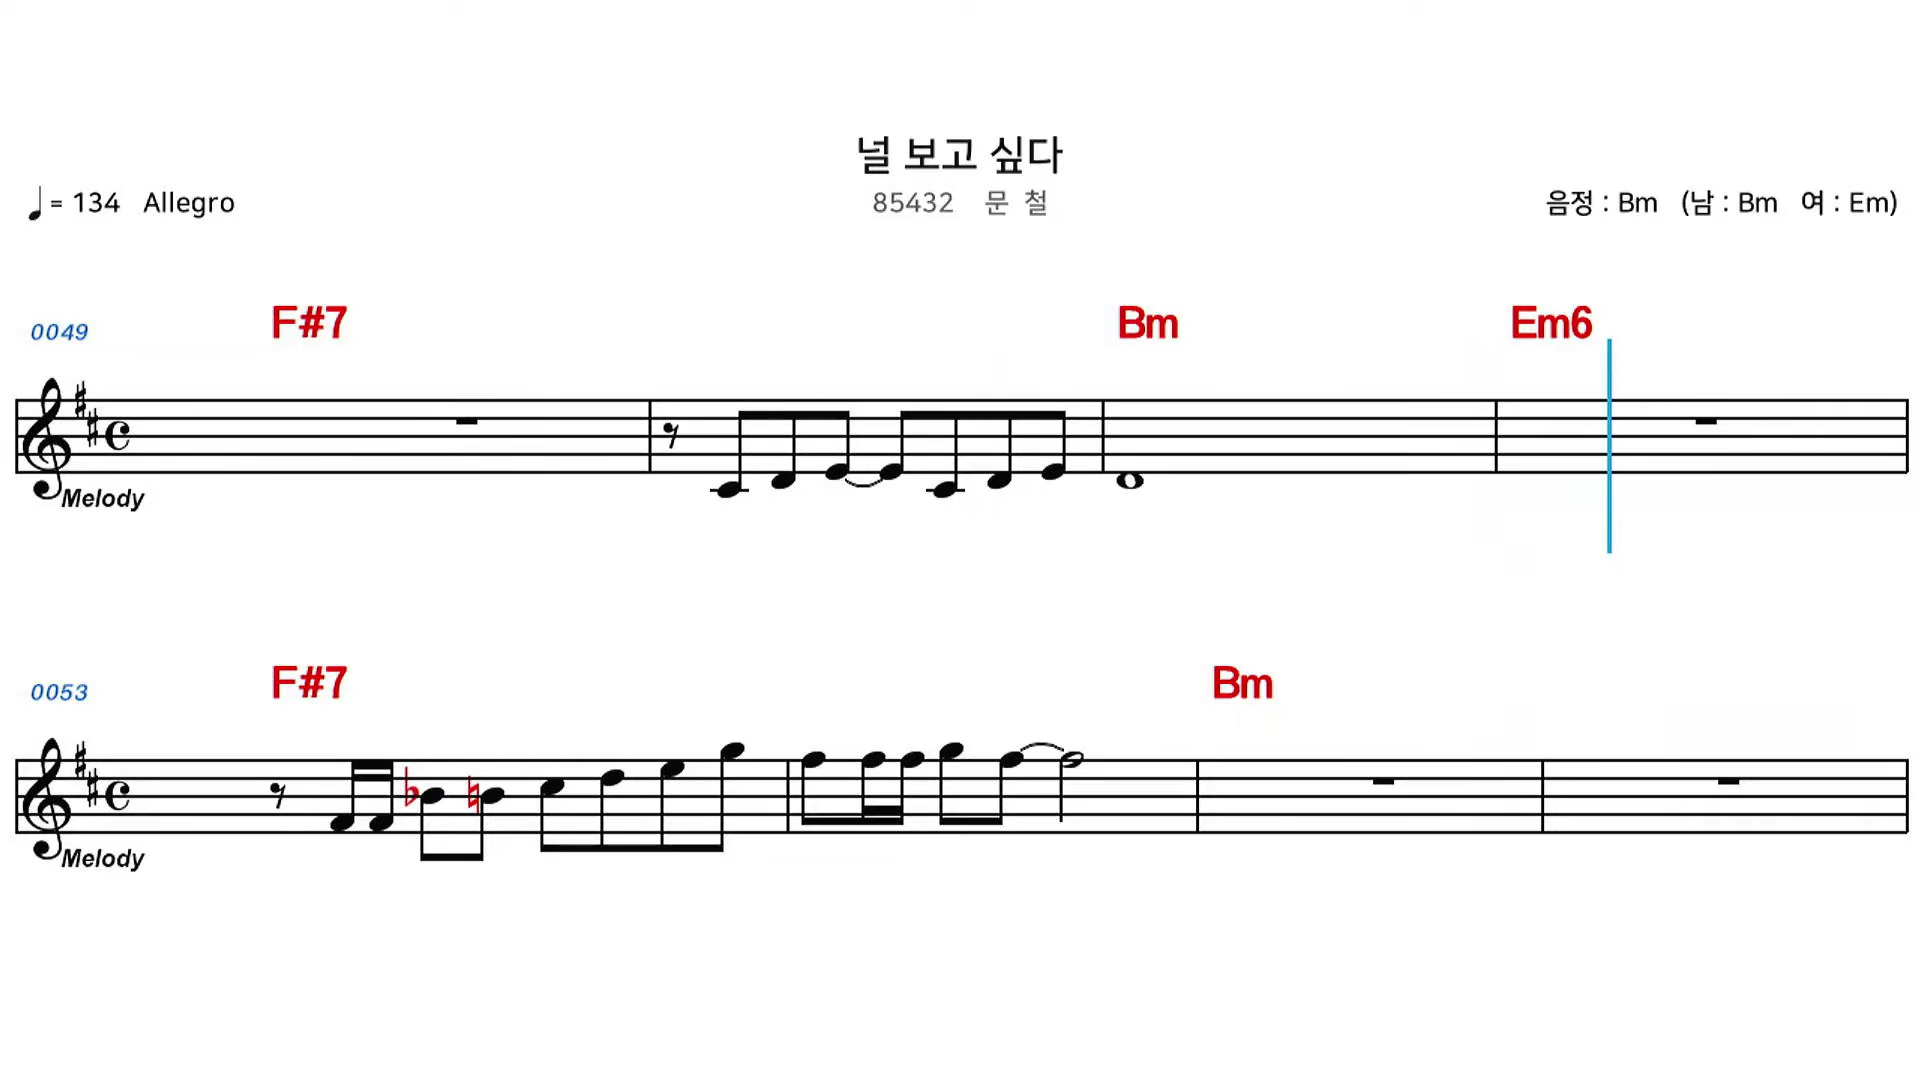 널 보고 싶다
= 134 Allegro
85432 문 철
음정 : Bm (남 : Bm 여 : Em)
0049 F#7 Bm Em6
Melody
0053 F#7 Bm
Melody